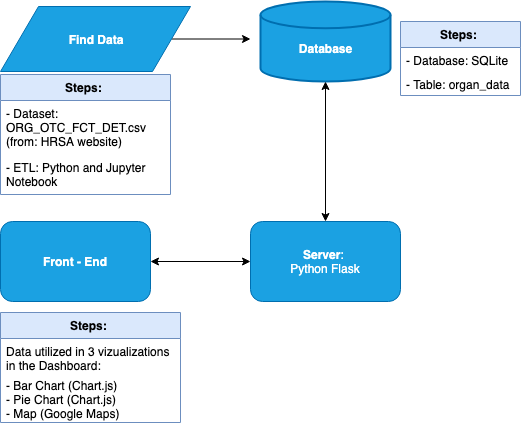 Find Data
Database
Steps:
- Database: SQLite
- Table: organ_data
Steps:
- Dataset:
ORG_OTC_FCT_DET.csv
(from: HRSA website)
- ETL: Python and Jupyter
Notebook
Front - End
Server:
Python Flask
Steps:
Data utilized in 3 vizualizations
in the Dashboard:
- Bar Chart (Chart.js)
- Pie Chart (Chart.js)
- Map (Google Maps)